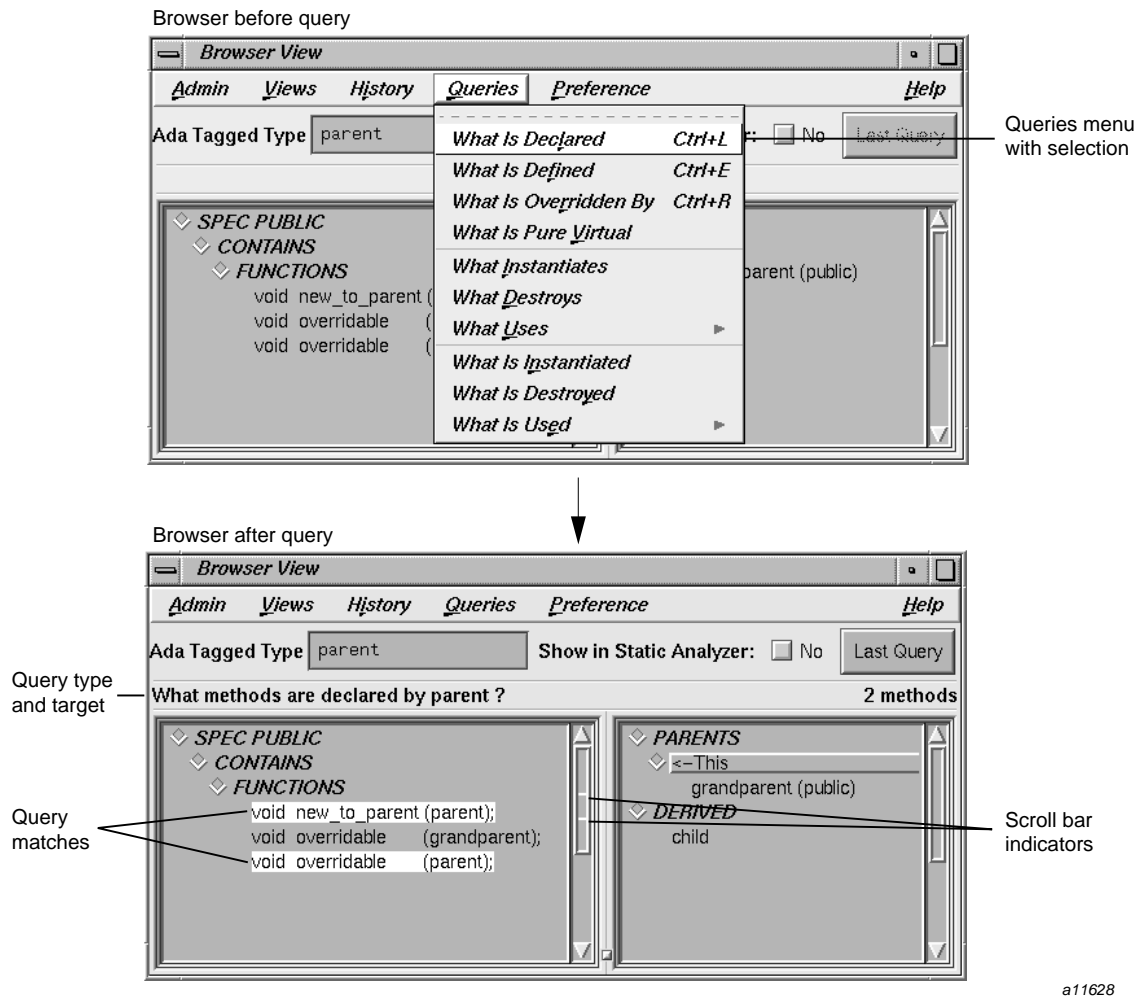 Browser before query
Browser View
Admin Views History Queries Preference Help
Ada Tagged Type parent r: No Last Query
What Is Declared Ctrl+L
What Is Defined Ctrl+E
What Is Overridden By Ctrl+R
What Is Pure Virtual
What Instantiates
What Destroys
What Uses
What Is Instantiated
What Is Destroyed
What Is Used
Queries menu
with selection
SPEC PUBLIC
CONTAINS
FUNCTIONS
void new_to_parent (
void overridable (
void overridable (
parent (public)
Browser after query
Browser View
Admin Views History Queries Preference Help
Ada Tagged Type parent Show in Static Analyzer: No Last Query
Query type
and target
What methods are declared by parent ? 2 methods
SPEC PUBLIC
CONTAINS
FUNCTIONS
void new_to_parent (parent);
void overridable (grandparent);
void overridable (parent);
Query
matches
PARENTS
<–This
grandparent (public)
DERIVED
child
Scroll bar
indicators
a11628